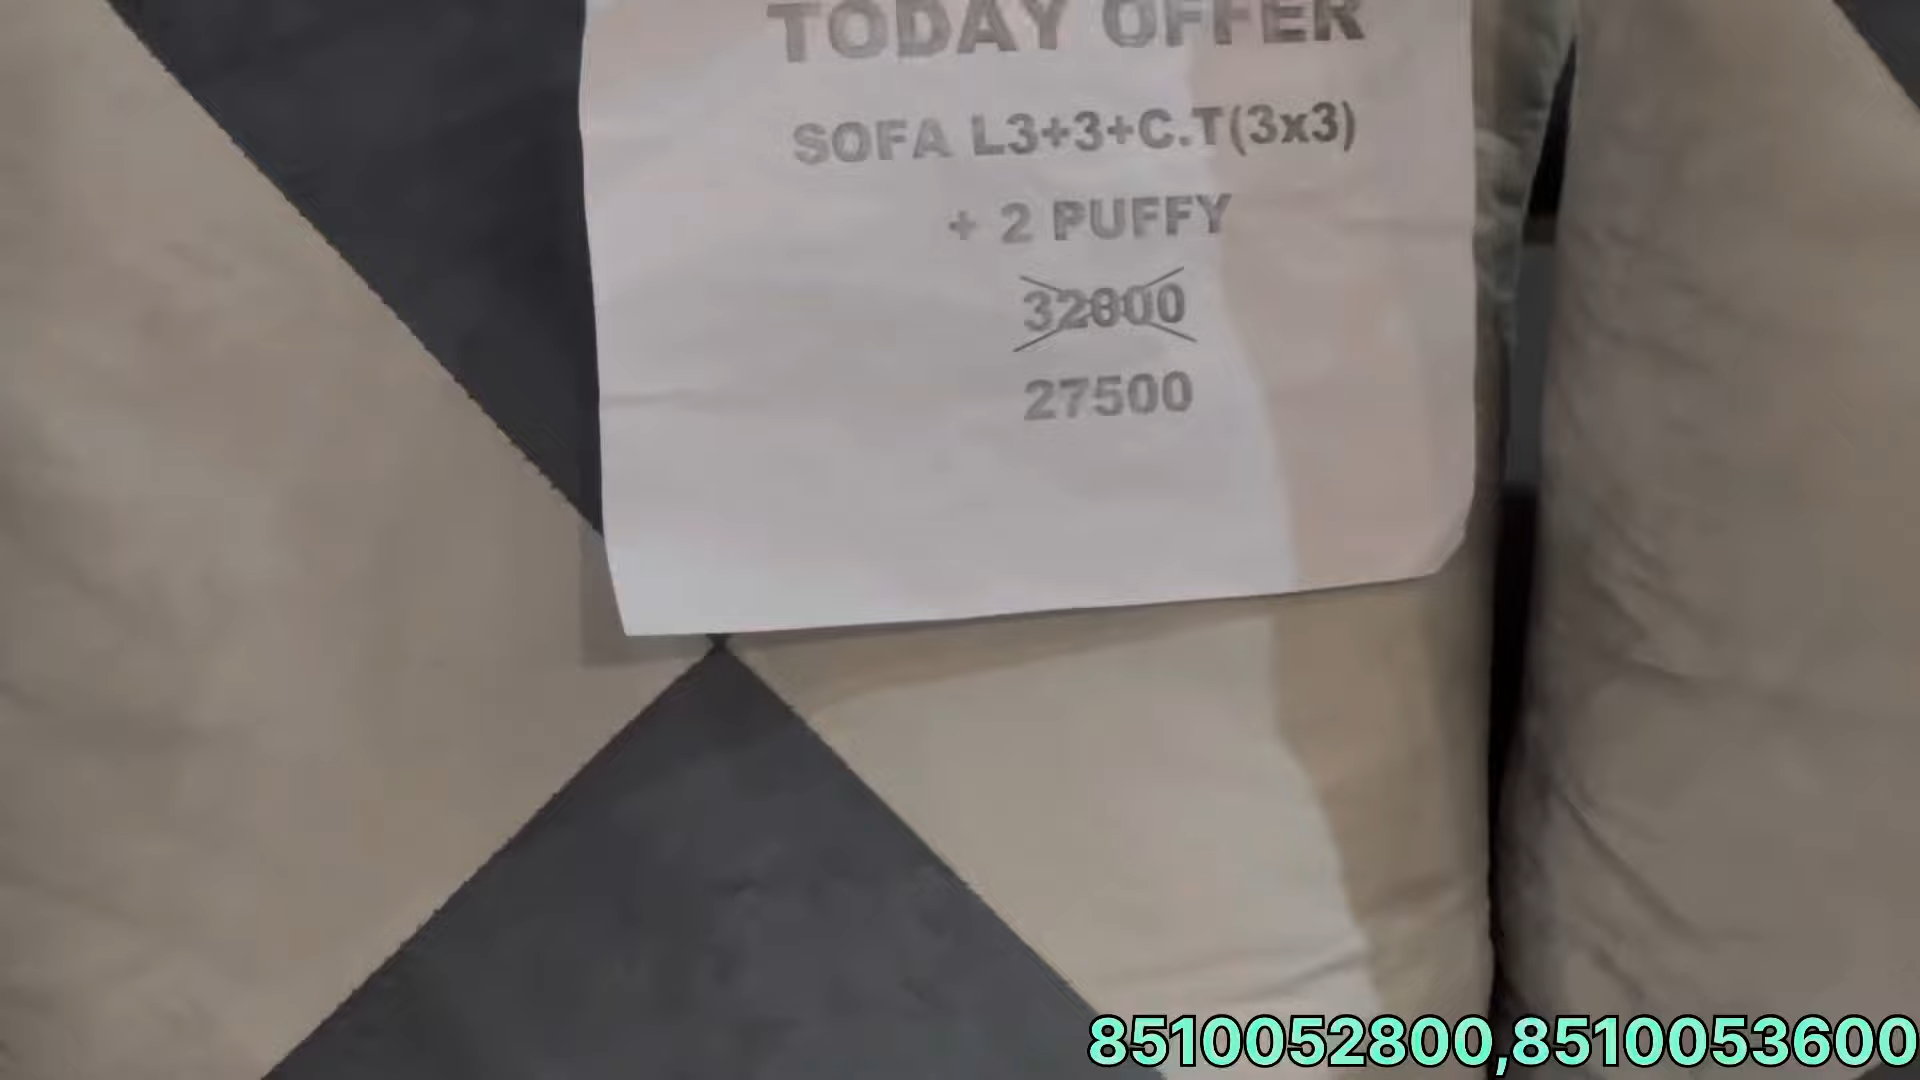 TODAY OFFER
SOFA L3+3+C.T(3x3)
+ 2 PUFFY
32800
27500
8510052800,8510053600